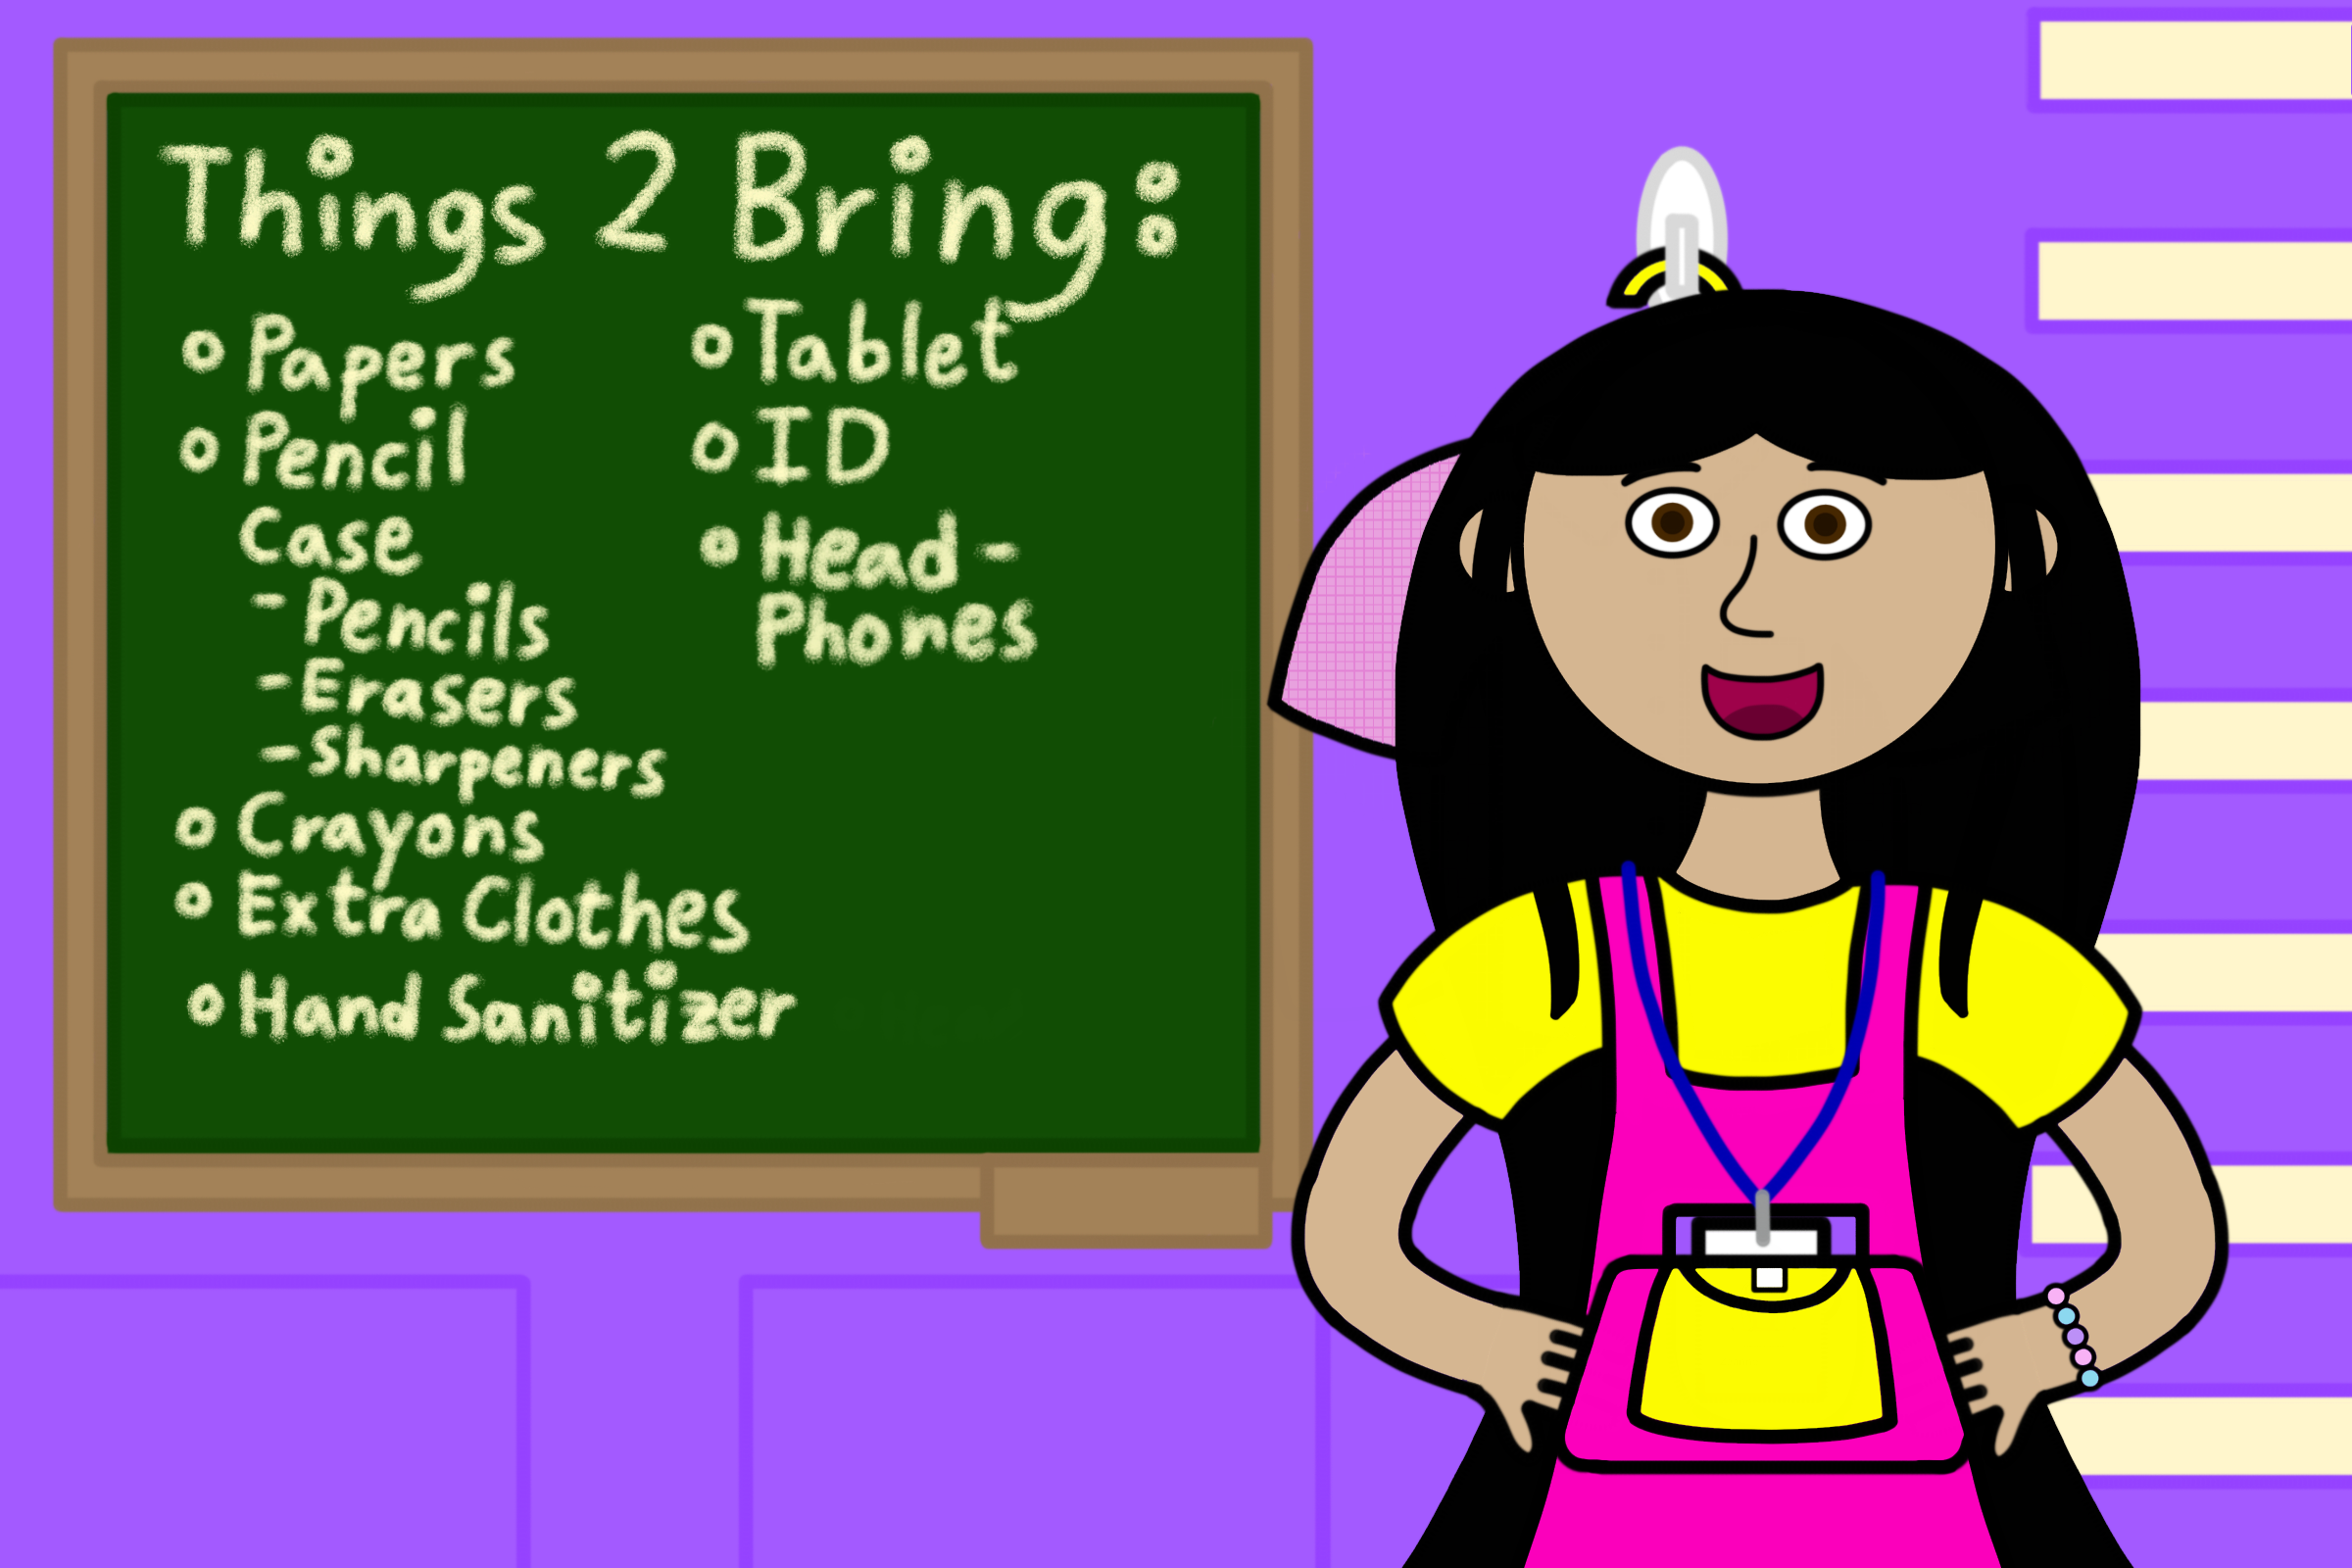 Things 2 Bring:
o Papers
o Pencil
Case
- Pencils
- Erasers
- Sharpeners
o Crayons
o Extra Clothes
o Hand Sanitizer
o Tablet
o ID
o Head-
Phones